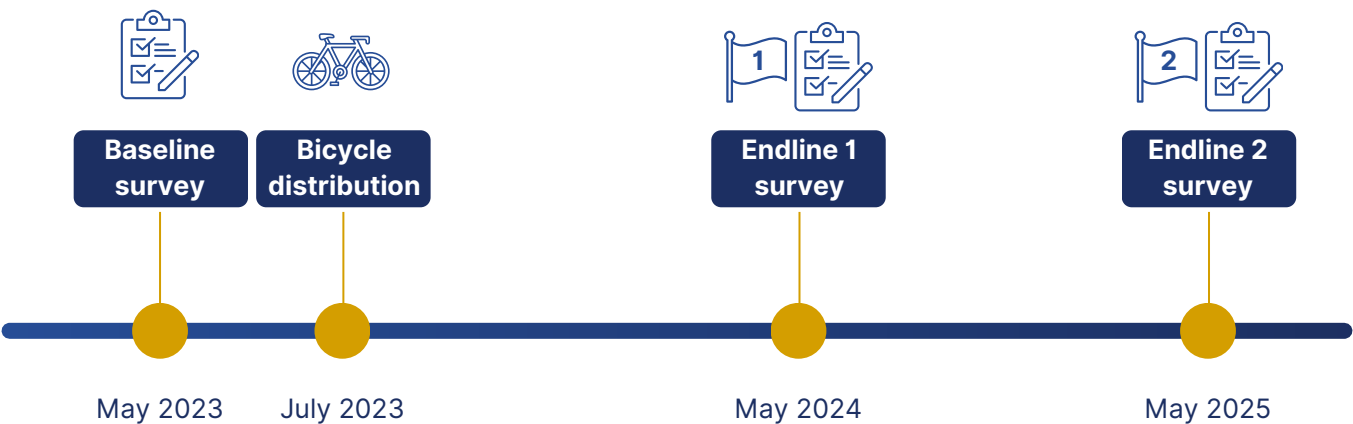 1
2
Baseline
survey
Bicycle
distribution
Endline 1
survey
Endline 2
survey
May 2023
July 2023
May 2024
May 2025